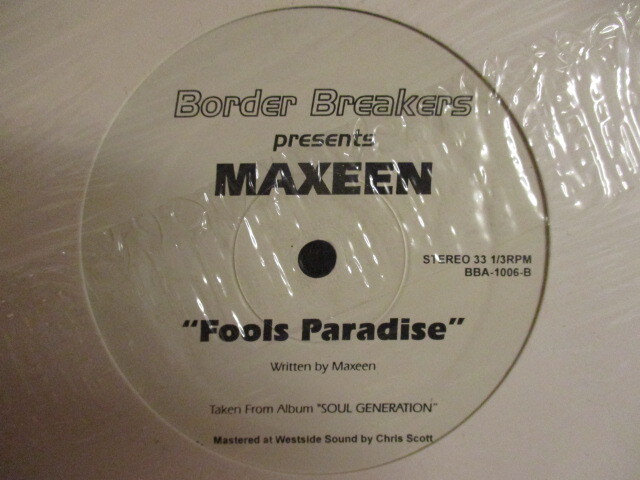 Border Breakers
presents
MAXEEN
STEREO 33 1/3RPM
BBA-1006-B
"Fools Paradise"
Written by Maxeen
Taken From Album "SOUL GENERATION"
Mastered at Westside Sound by Chris Scott